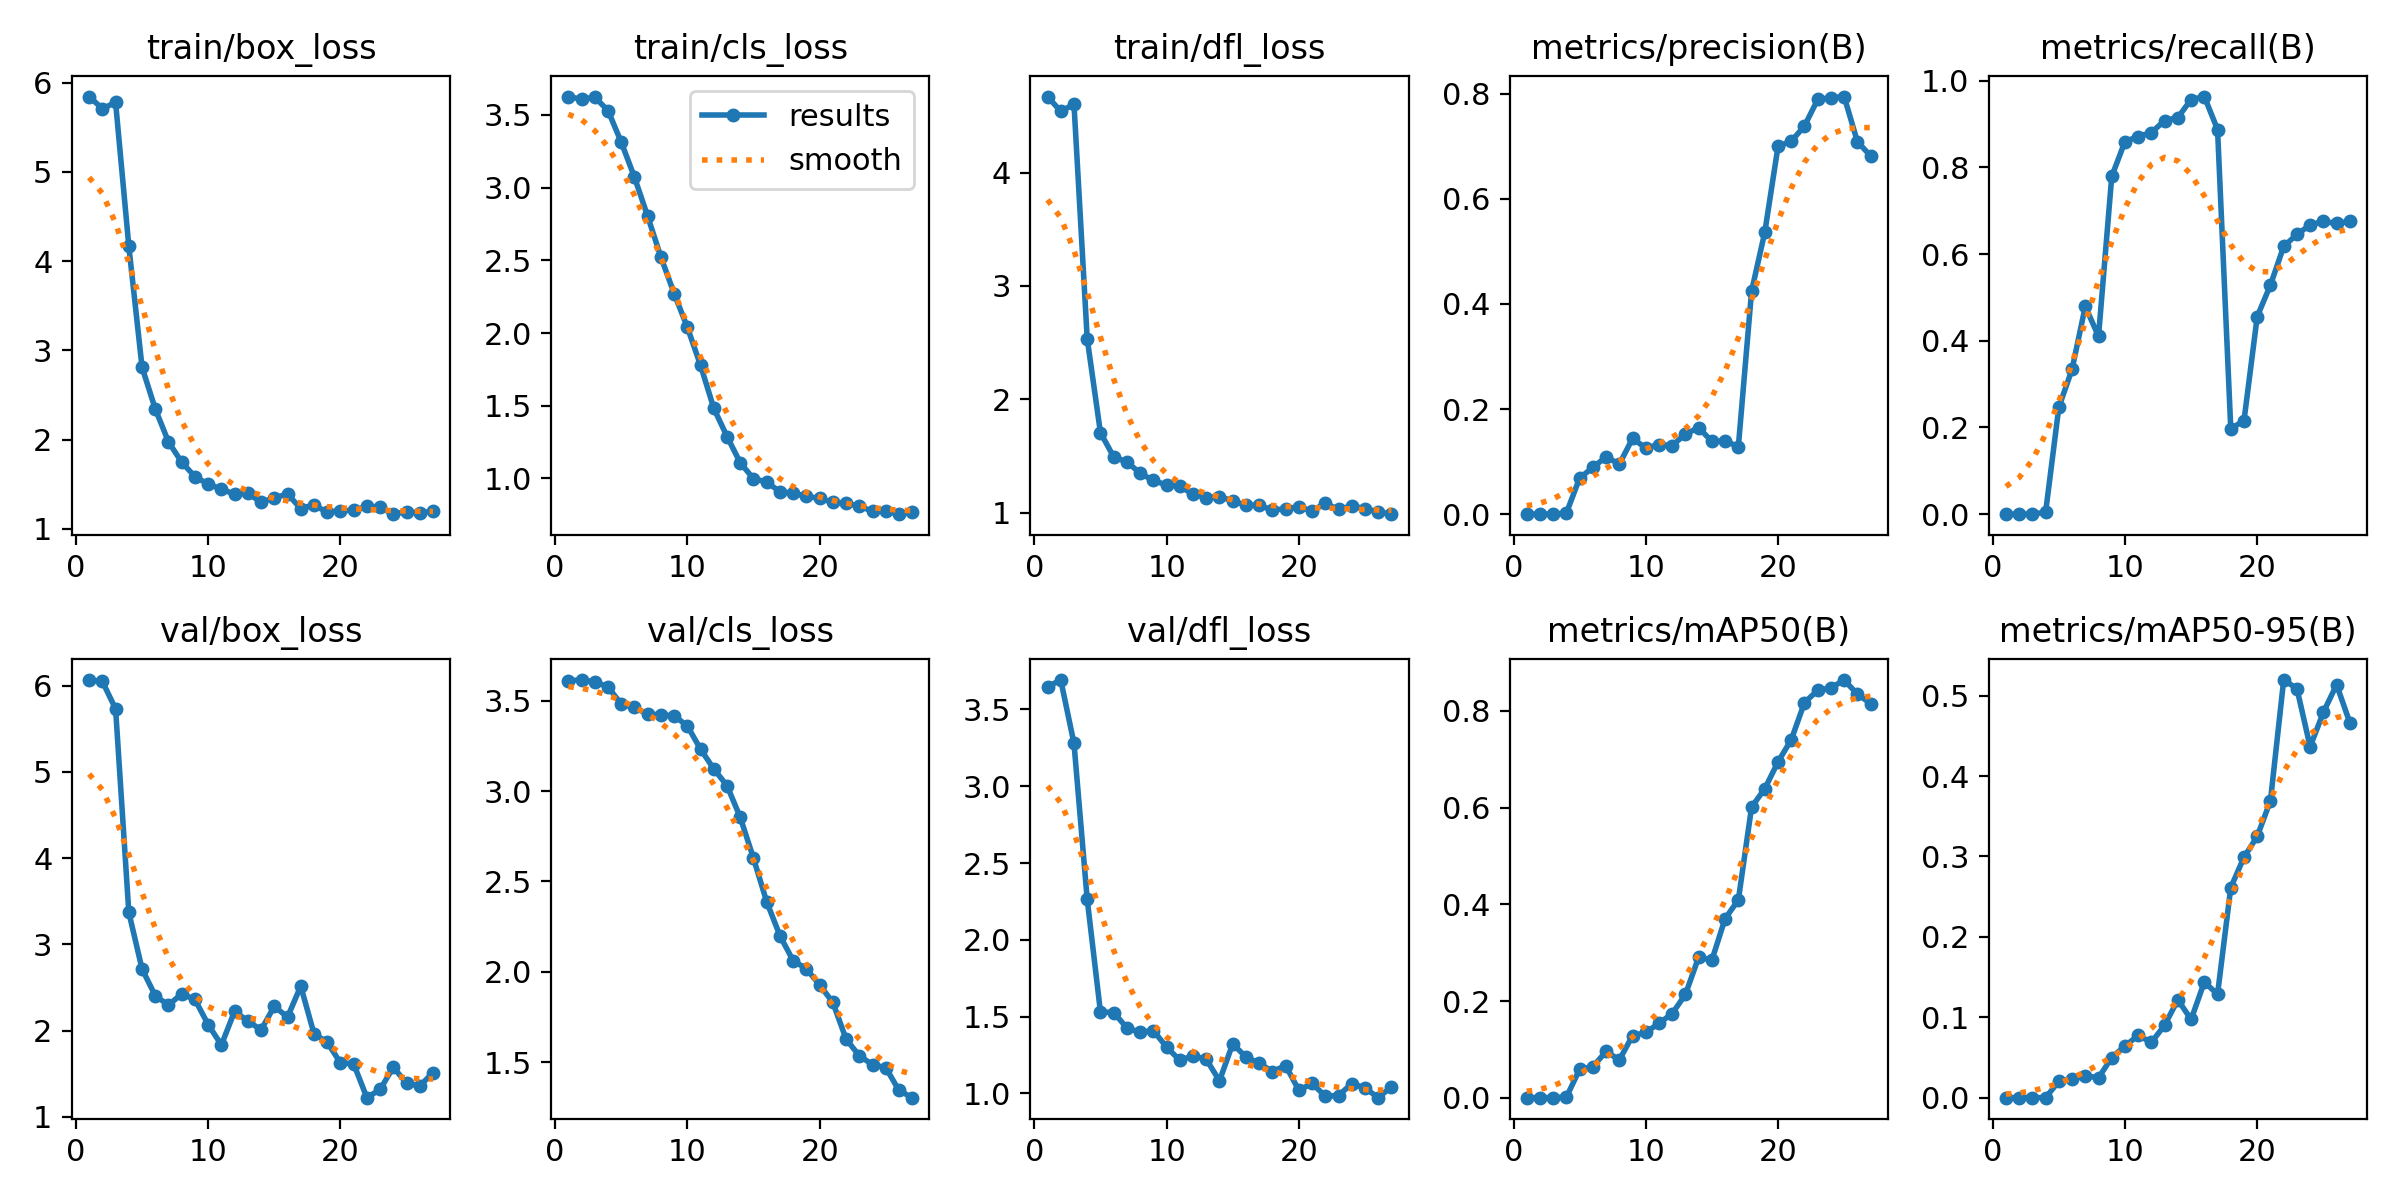 train/box_loss
train/cls_loss
train/dfl_loss
metrics/precision(B)
metrics/recall(B)
6
5
4
3
2
1
0 10 20
results
smooth
3.5
3.0
2.5
2.0
1.5
1.0
0 10 20
4
3
2
1
0 10 20
0.8
0.6
0.4
0.2
0.0
0 10 20
1.0
0.8
0.6
0.4
0.2
0.0
0 10 20
val/box_loss
val/cls_loss
val/dfl_loss
metrics/mAP50(B)
metrics/mAP50-95(B)
6
5
4
3
2
1
0 10 20
3.5
3.0
2.5
2.0
1.5
0 10 20
3.5
3.0
2.5
2.0
1.5
1.0
0 10 20
0.8
0.6
0.4
0.2
0.0
0 10 20
0.5
0.4
0.3
0.2
0.1
0.0
0 10 20